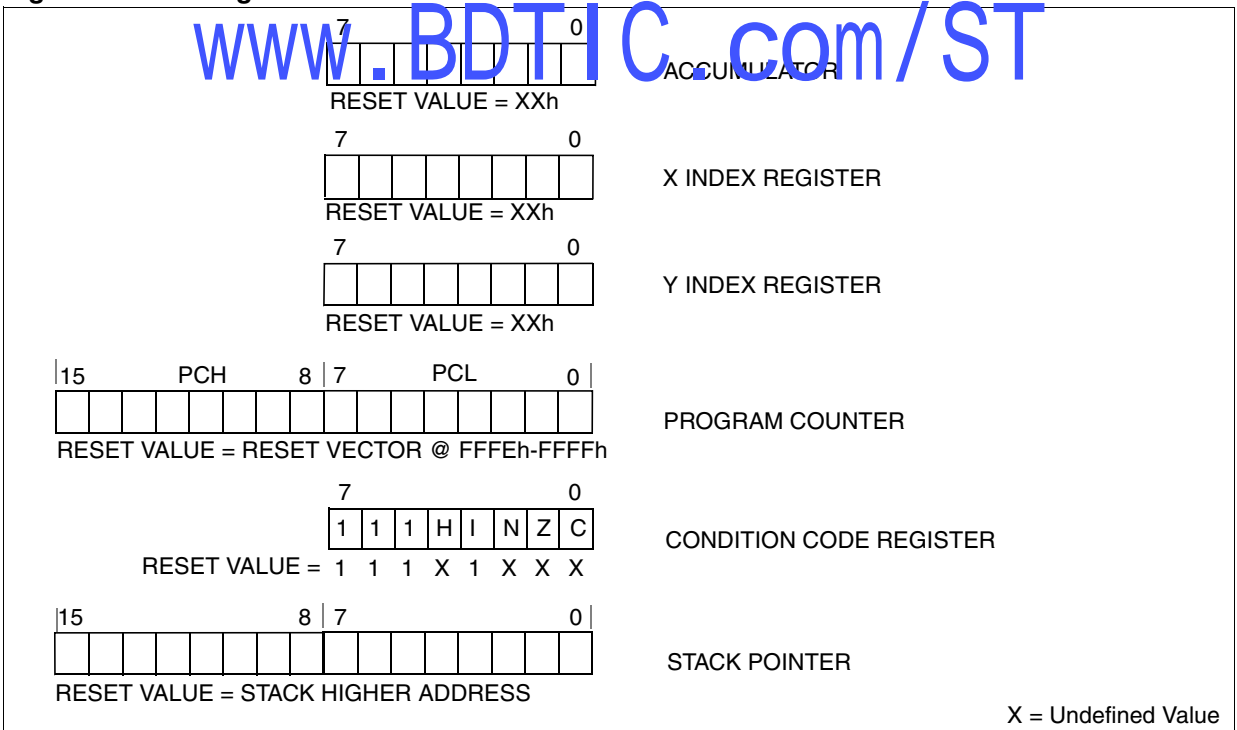 www.BDTIC.com/ST
7 0
ACCUMULATOR
RESET VALUE = XXh
7 0
X INDEX REGISTER
RESET VALUE = XXh
7 0
Y INDEX REGISTER
RESET VALUE = XXh
15 PCH 8 7 PCL 0
PROGRAM COUNTER
RESET VALUE = RESET VECTOR @ FFFEh-FFFFh
7 0
1 1 1 H I N Z C
CONDITION CODE REGISTER
RESET VALUE = 1 1 1 X 1 X X X
15 8 7 0
STACK POINTER
RESET VALUE = STACK HIGHER ADDRESS
X = Undefined Value